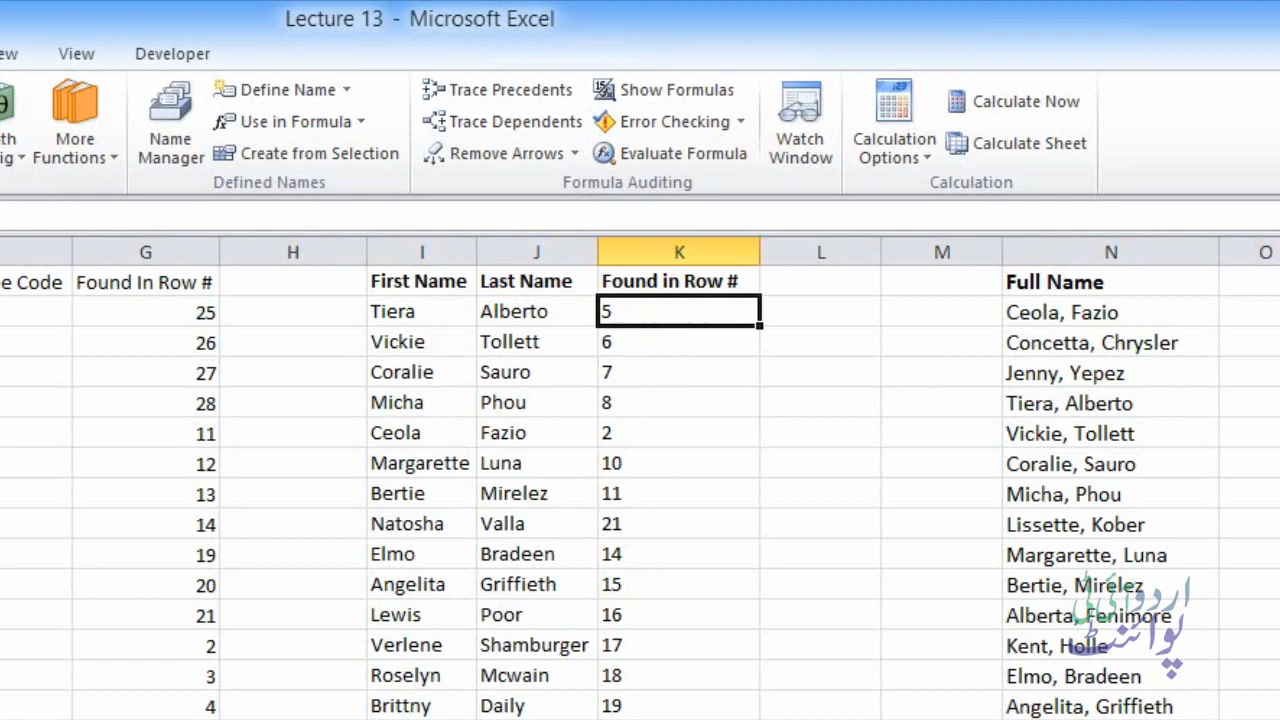 Lecture 13 - Microsoft Excel
ew View Developer
More Functions
Name Manager
Define Name
Use in Formula
Create from Selection
Defined Names
Trace Precedents
Trace Dependents
Remove Arrows
Show Formulas
Error Checking
Evaluate Formula
Formula Auditing
Watch Window
Calculation Options
Calculate Now
Calculate Sheet
Calculation
G H I J K L M N O
e Code Found In Row # First Name Last Name Found in Row # Full Name
25 Tiera Alberto 5 Ceola, Fazio
26 Vickie Tollett 6 Concetta, Chrysler
27 Coralie Sauro 7 Jenny, Yepez
28 Micha Phou 8 Tiera, Alberto
11 Ceola Fazio 2 Vickie, Tollett
12 Margarette Luna 10 Coralie, Sauro
13 Bertie Mirelez 11 Micha, Phou
14 Natosha Valla 21 Lissette, Kober
19 Elmo Bradeen 14 Margarette, Luna
20 Angelita Griffieth 15 Bertie, Mirelez
21 Lewis Poor 16 Alberta, Fenimore
2 Verlene Shamburger 17 Kent, Holle
3 Roselyn Mcwain 18 Elmo, Bradeen
4 Brittny Daily 19 Angelita, Griffieth
اردو آئی ٹی
پوائنٹ